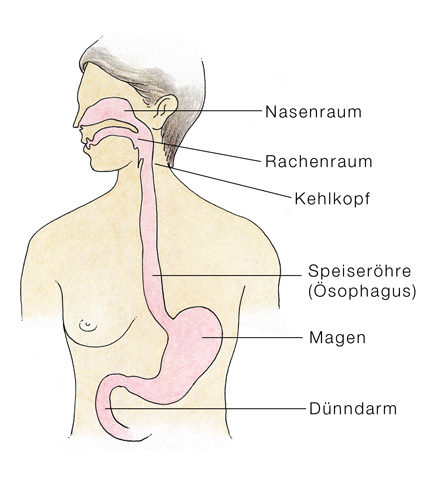 Nasenraum
Rachenraum
Kehlkopf
Speiseröhre
(Ösophagus)
Magen
Dünndarm